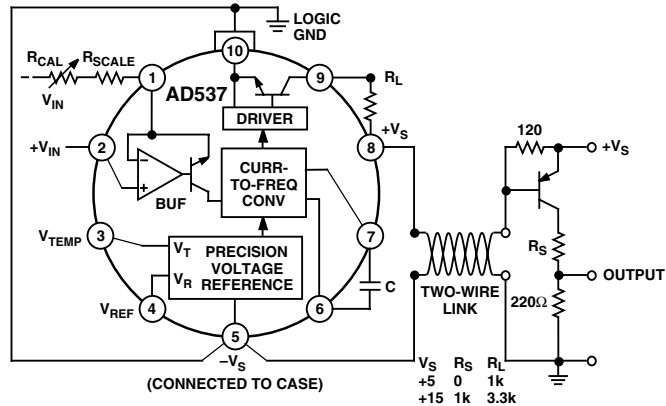 LOGIC
GND
R_CAL R_SCALE
V_IN
1
10
9
R_L
AD537
DRIVER
+V_S
8
+V_IN
2
–
+
BUF
CURR-
TO-FREQ
CONV
120
+V_S
R_S
OUTPUT
220Ω
V_TEMP
3
V_T
V_R
PRECISION
VOLTAGE
REFERENCE
7
C
TWO-WIRE
LINK
V_REF
4
5
6
–V_S
(CONNECTED TO CASE)
V_S R_S R_L
+5 0 1k
+15 1k 3.3k